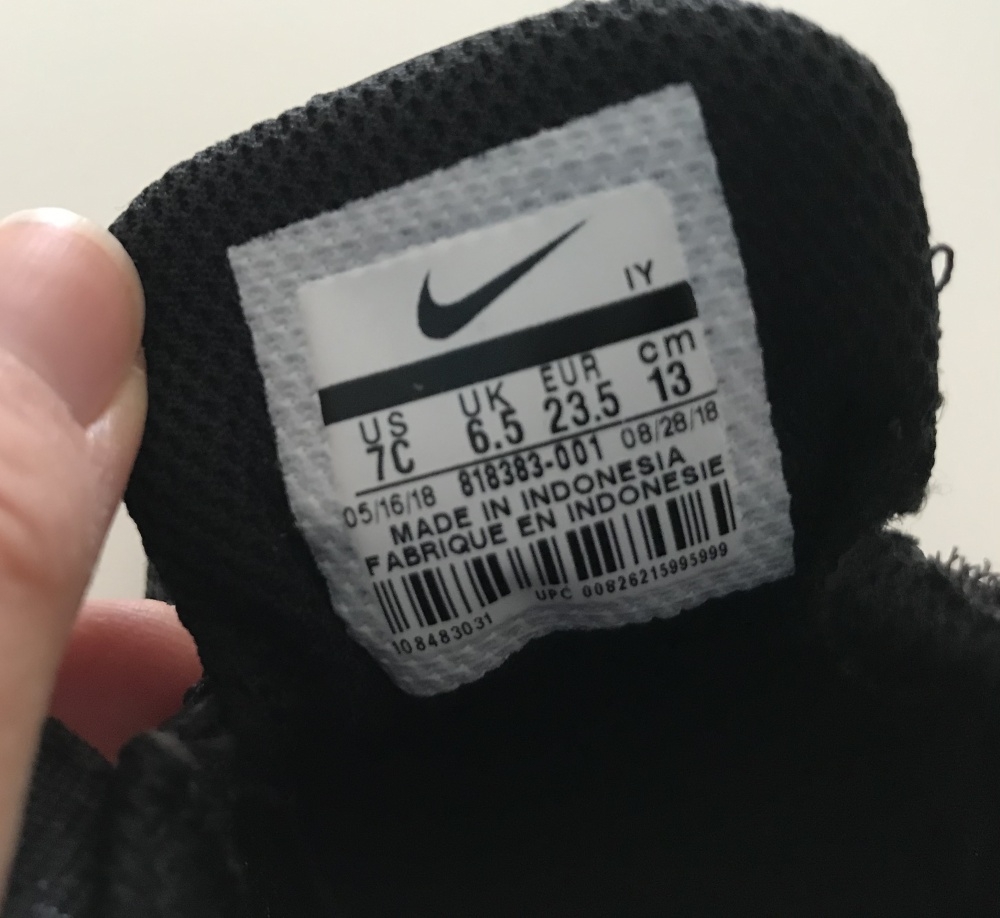 IY
US UK EUR cm
7C 6.5 23.5 13
05/16/18 818383-001 08/28/18
MADE IN INDONESIA
FABRIQUE EN INDONESIE
108483031 UPC 00826215995999